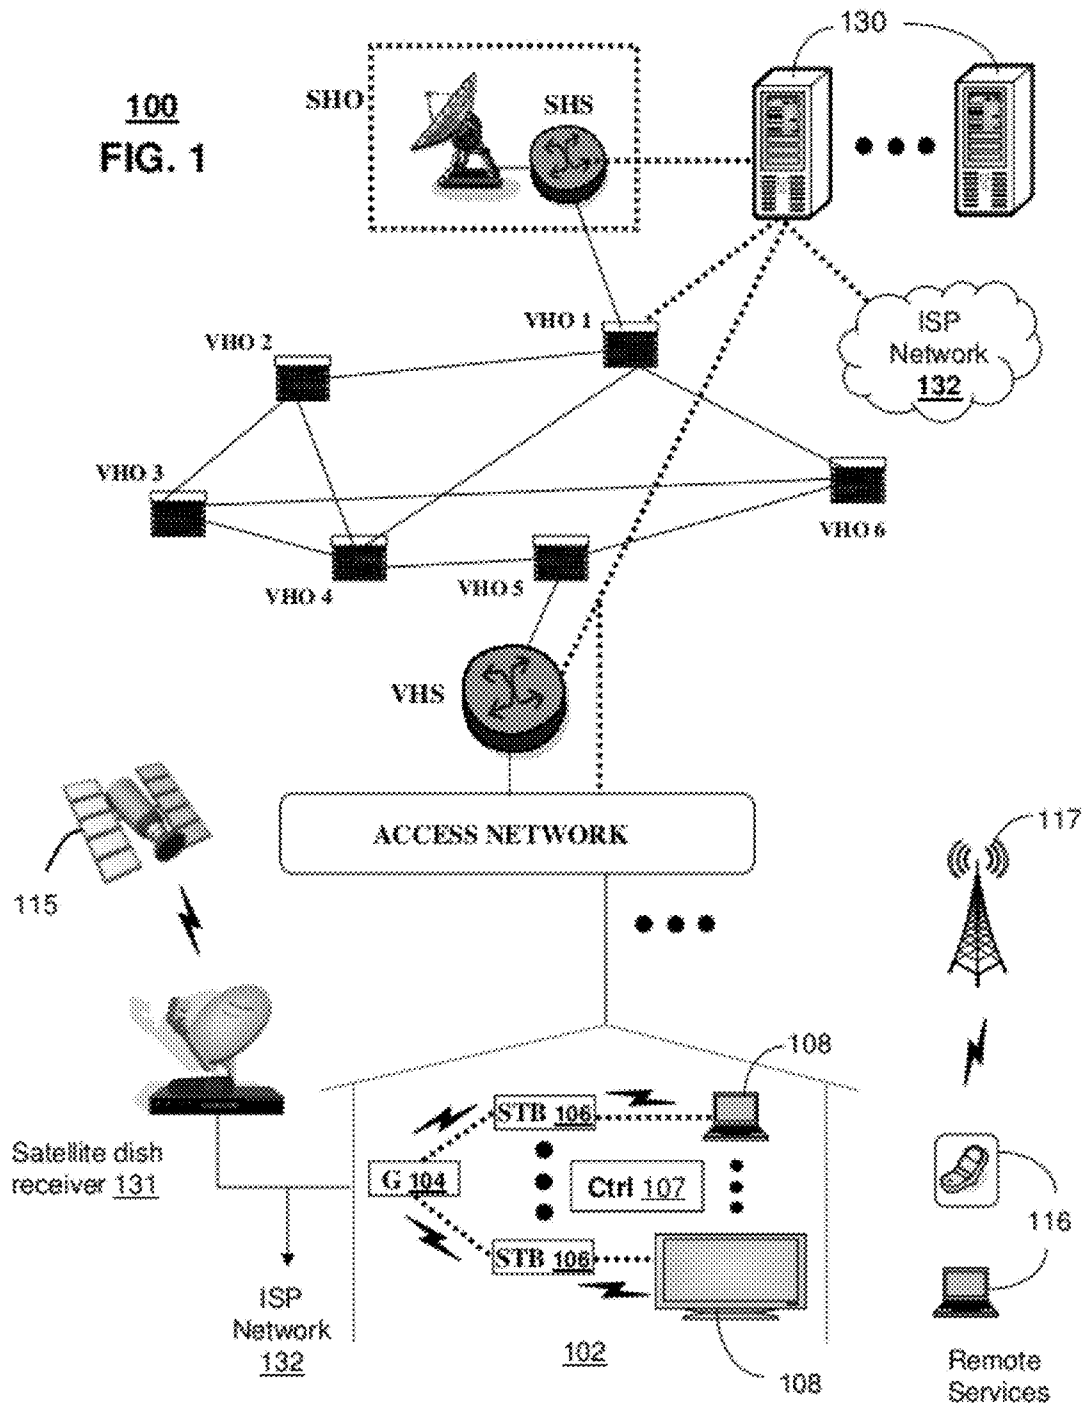 130
100
FIG. 1
SHO
SHS
ISP
Network
132
VHO 1
VHO 2
VHO 3
VHO 6
VHO 4
VHO 5
VHS
ACCESS NETWORK
115
117
108
STB 106
Satellite dish
receiver 131
G 104
Ctrl 107
116
STB 106
ISP
Network
132
102
108
Remote
Services